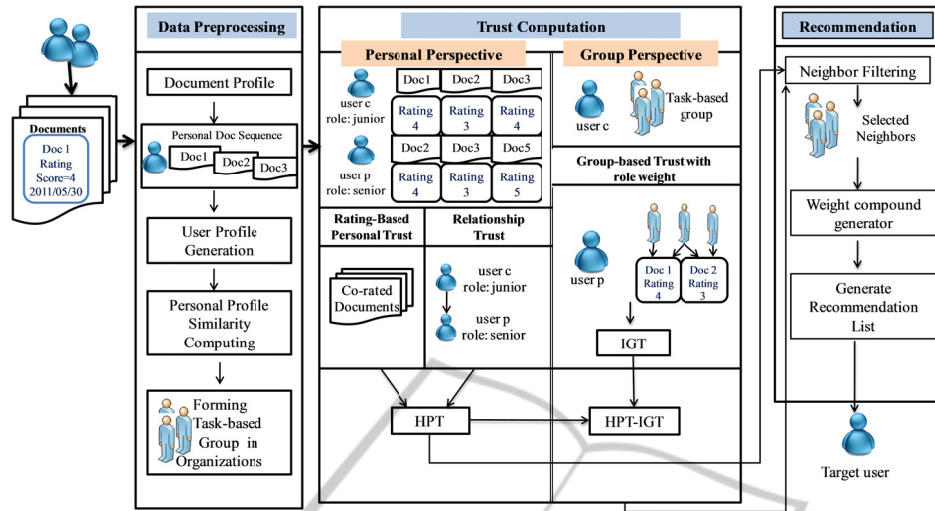 Data Preprocessing
Trust Computation
Recommendation
Documents
Doc 1
Rating
Score=4
2011/05/30
Document Profile
Personal Doc Sequence
Doc1
Doc2
Doc3
User Profile
Generation
Personal Profile
Similarity
Computing
Forming
Task-based
Group in
Organizations
Personal Perspective
user c
role: junior
Doc1
Doc2
Doc3
Rating
4
Rating
3
Rating
4
user p
role: senior
Doc2
Doc3
Doc5
Rating
4
Rating
3
Rating
5
Rating-Based
Personal Trust
Co-rated
Documents
Relationship
Trust
user c
role: junior
user p
role: senior
HPT
Group Perspective
user c
Task-based
group
Group-based Trust with
role weight
user p
Doc 1
Rating
4
Doc 2
Rating
3
IGT
HPT-IGT
Neighbor Filtering
Selected
Neighbors
Weight compound
generator
Generate
Recommendation
List
Target user